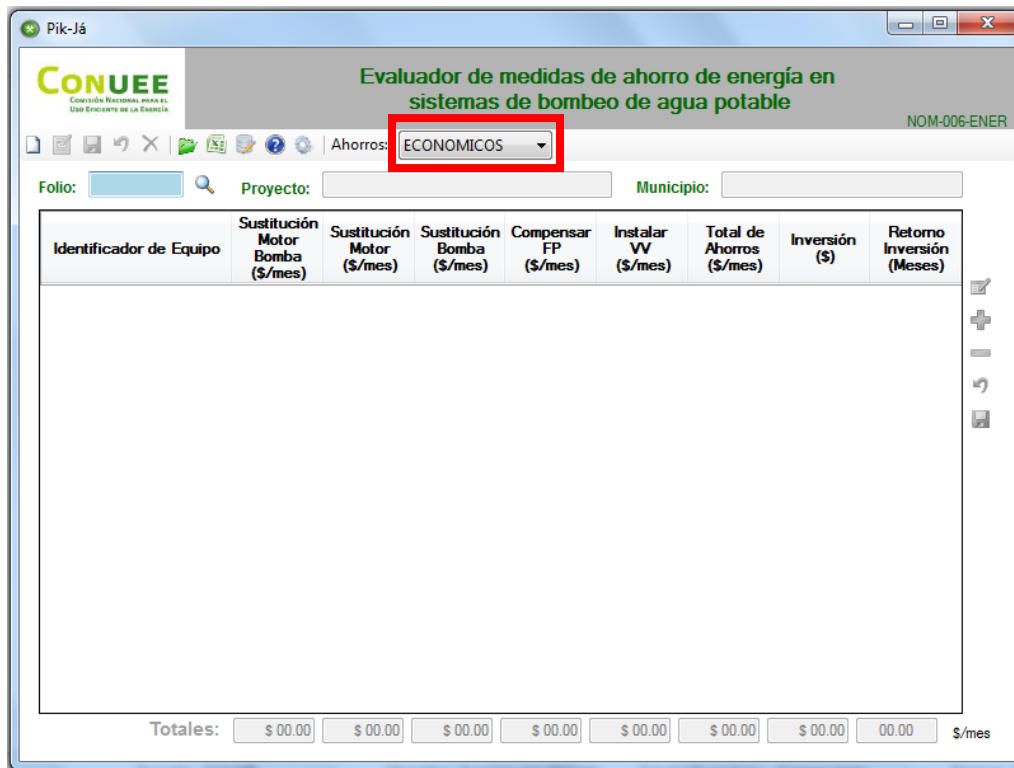 Pik-Já
CONUEE
COMISIÓN NACIONAL PARA EL
USO EFICIENTE DE LA ENERGÍA
Evaluador de medidas de ahorro de energía en
sistemas de bombeo de agua potable
NOM-006-ENER
Ahorros: ECONOMICOS
Folio: Proyecto: Municipio:
Identificador de Equipo
Sustitución
Motor
Bomba
($/mes)
Sustitución
Motor
($/mes)
Sustitución
Bomba
($/mes)
Compensar
FP
($/mes)
Instalar
VV
($/mes)
Total de
Ahorros
($/mes)
Inversión
($)
Retorno
Inversión
(Meses)
Totales: $ 00.00 $ 00.00 $ 00.00 $ 00.00 $ 00.00 $ 00.00 $ 00.00 00.00 $/mes